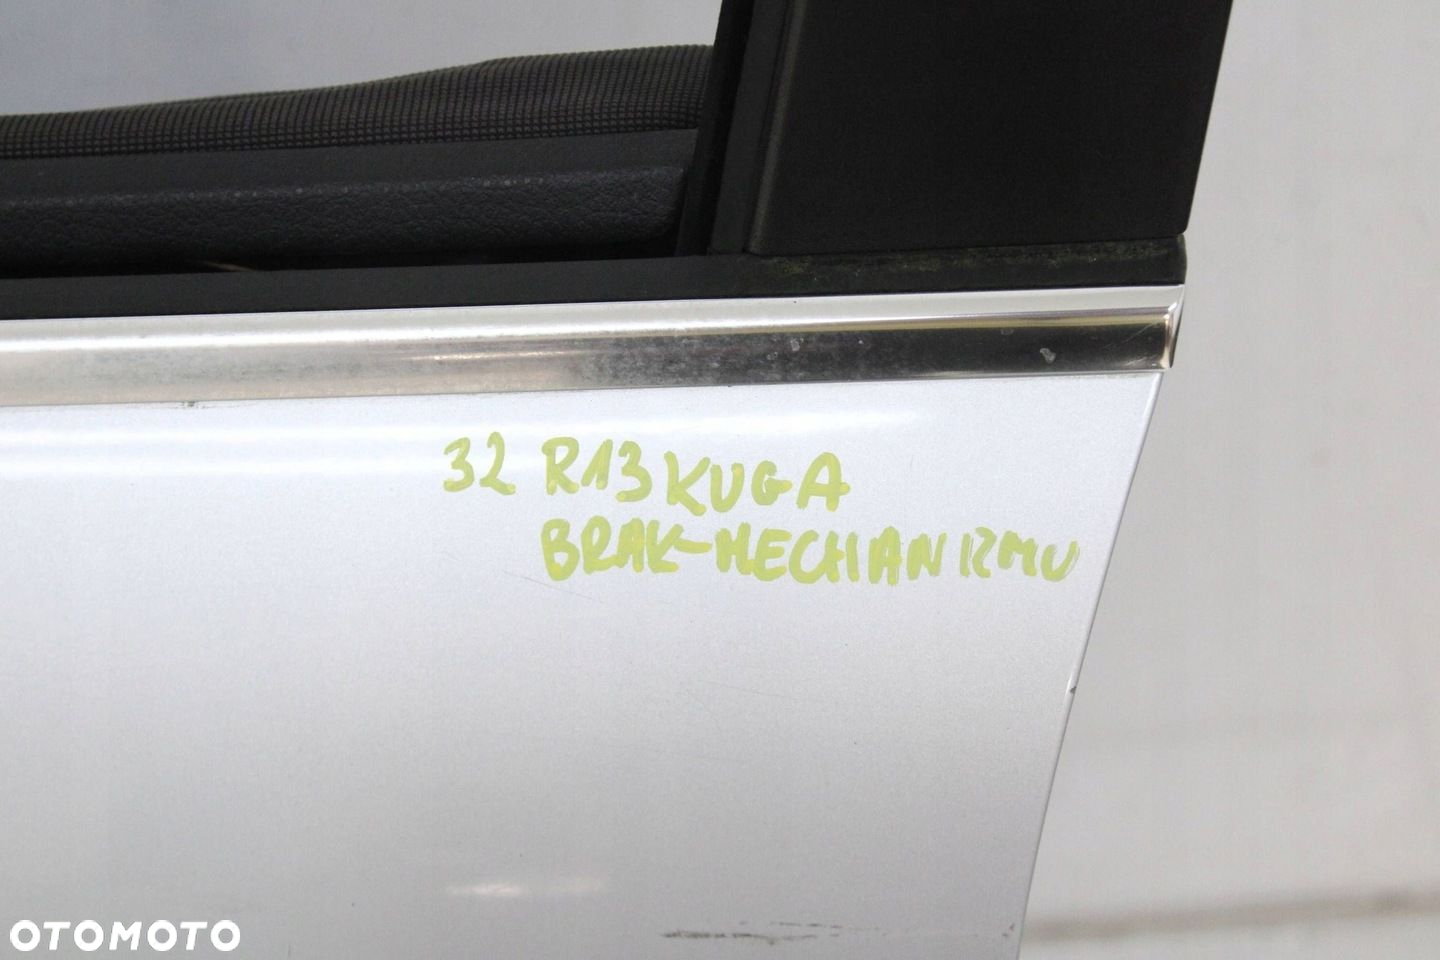 32 R13 KUGA
BRAK-MECHANIZMU
OTOMOTO